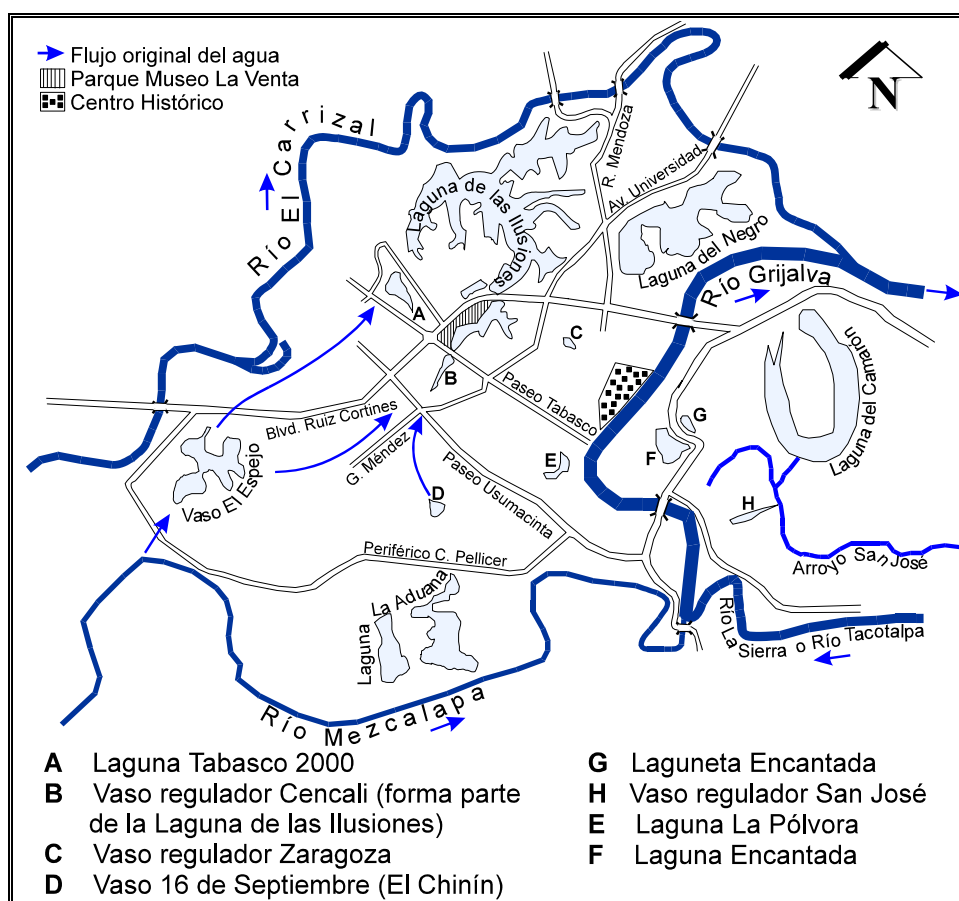 Flujo original del agua
Parque Museo La Venta
Centro Histórico
N
Río El Carrizal
R. Mendoza
Av. Universidad
Laguna de las Ilusiones
Laguna del Negro
Río Grijalva
A
B
C
Paseo Tabasco
Laguna del Camarón
Blvd. Ruiz Cortines
G. Méndez
G
F
E
Vaso El Espejo
D
Paseo Usumacinta
H
Periférico C. Pellicer
Arroyo San José
Laguna La Aduana
Río La Sierra o Río Tacotalpa
Río Mezcalapa
A Laguna Tabasco 2000
B Vaso regulador Cencali (forma parte
de la Laguna de las Ilusiones)
C Vaso regulador Zaragoza
D Vaso 16 de Septiembre (El Chinín)
G Laguneta Encantada
H Vaso regulador San José
E Laguna La Pólvora
F Laguna Encantada